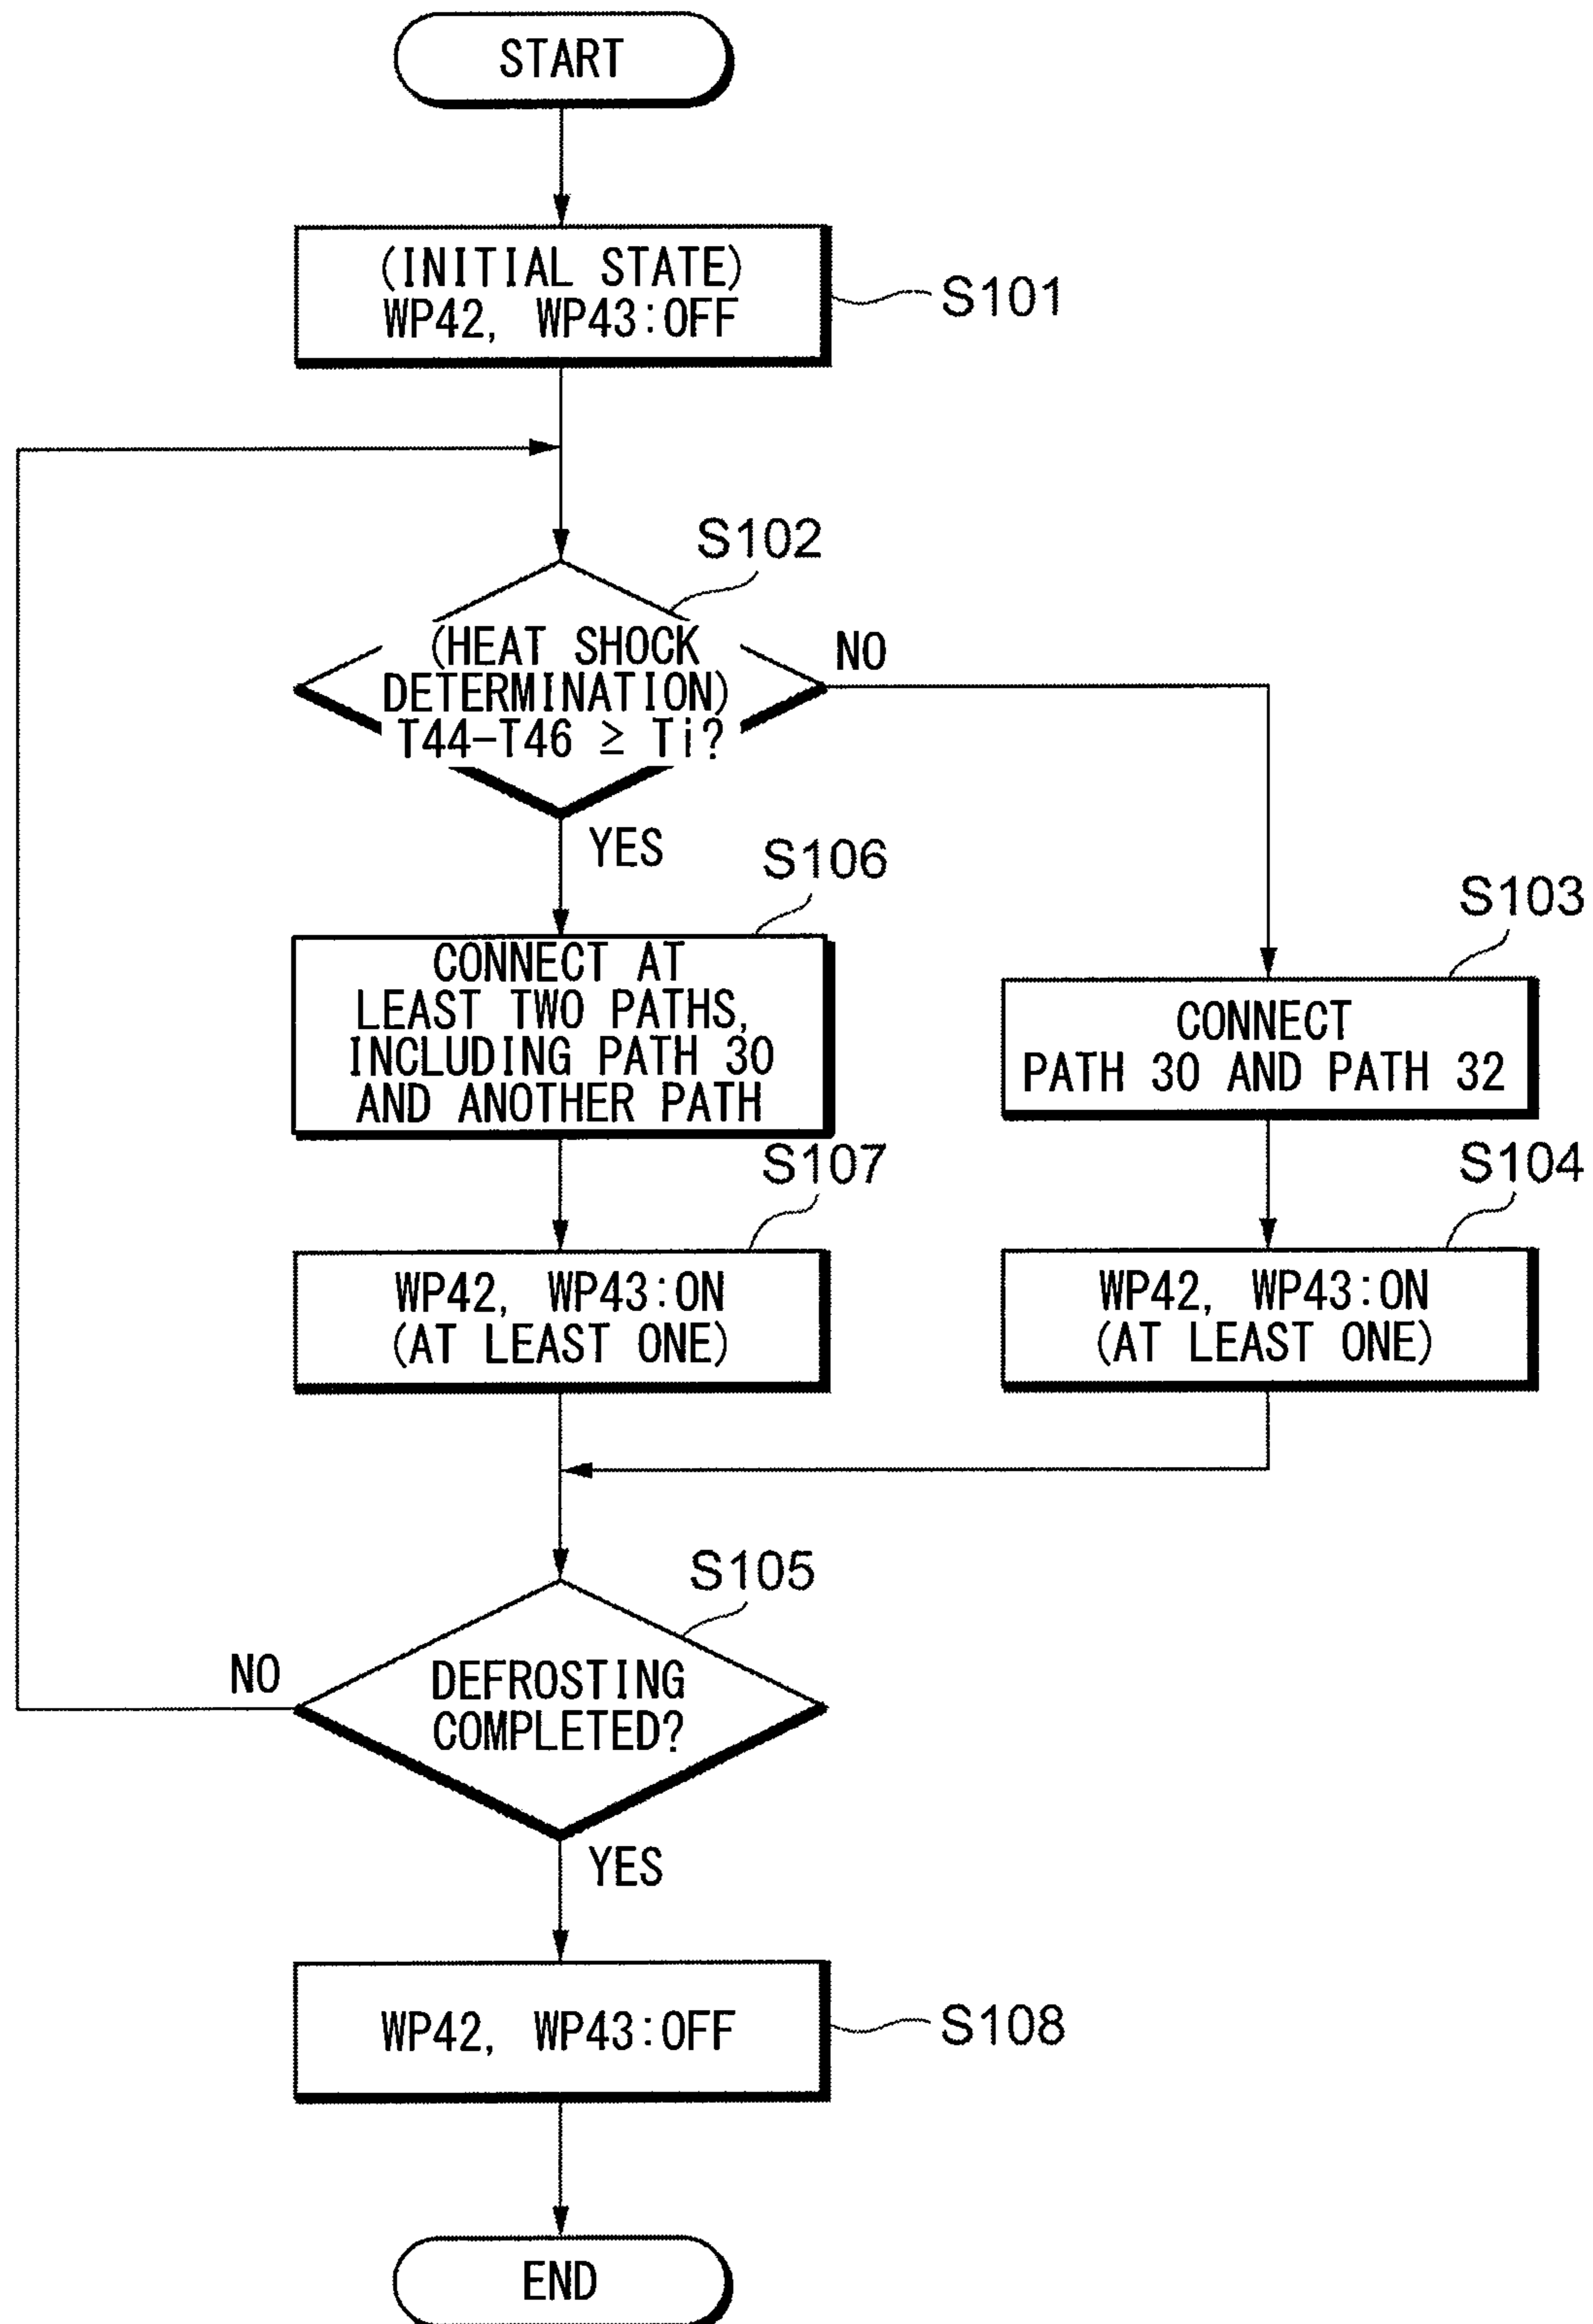 START
(INITIAL STATE)
WP42, WP43:OFF
S101
S102
(HEAT SHOCK
DETERMINATION)
T44-T46 ≥ Ti?
NO
YES
S106
CONNECT AT
LEAST TWO PATHS,
INCLUDING PATH 30
AND ANOTHER PATH
S103
CONNECT
PATH 30 AND PATH 32
S107
WP42, WP43:ON
(AT LEAST ONE)
S104
WP42, WP43:ON
(AT LEAST ONE)
S105
DEFROSTING
COMPLETED?
NO
YES
WP42, WP43:OFF
S108
END